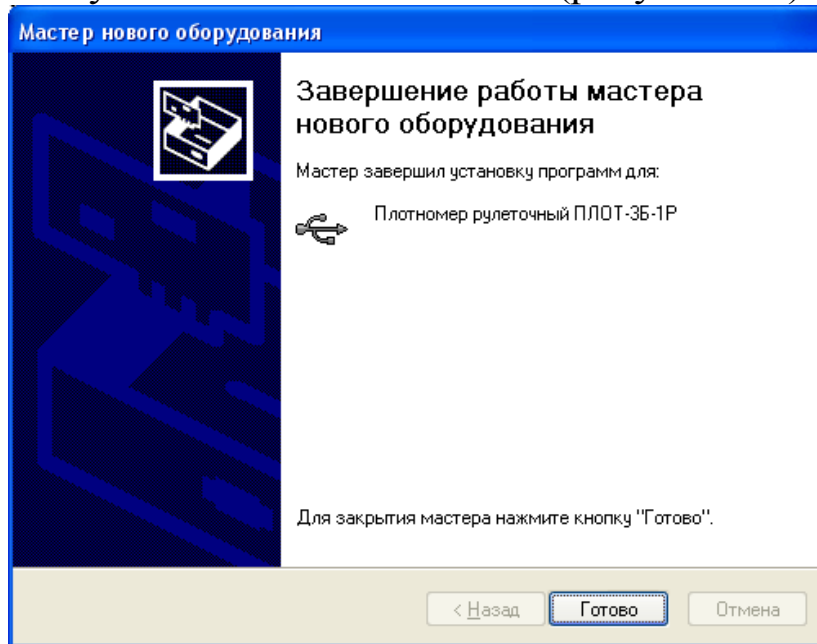 Мастер нового оборудования
Завершение работы мастера
нового оборудования
Мастер завершил установку программ для:
Плотномер рулеточный ПЛОТ-3Б-1Р
Для закрытия мастера нажмите кнопку "Готово".
< Назад
Готово
Отмена